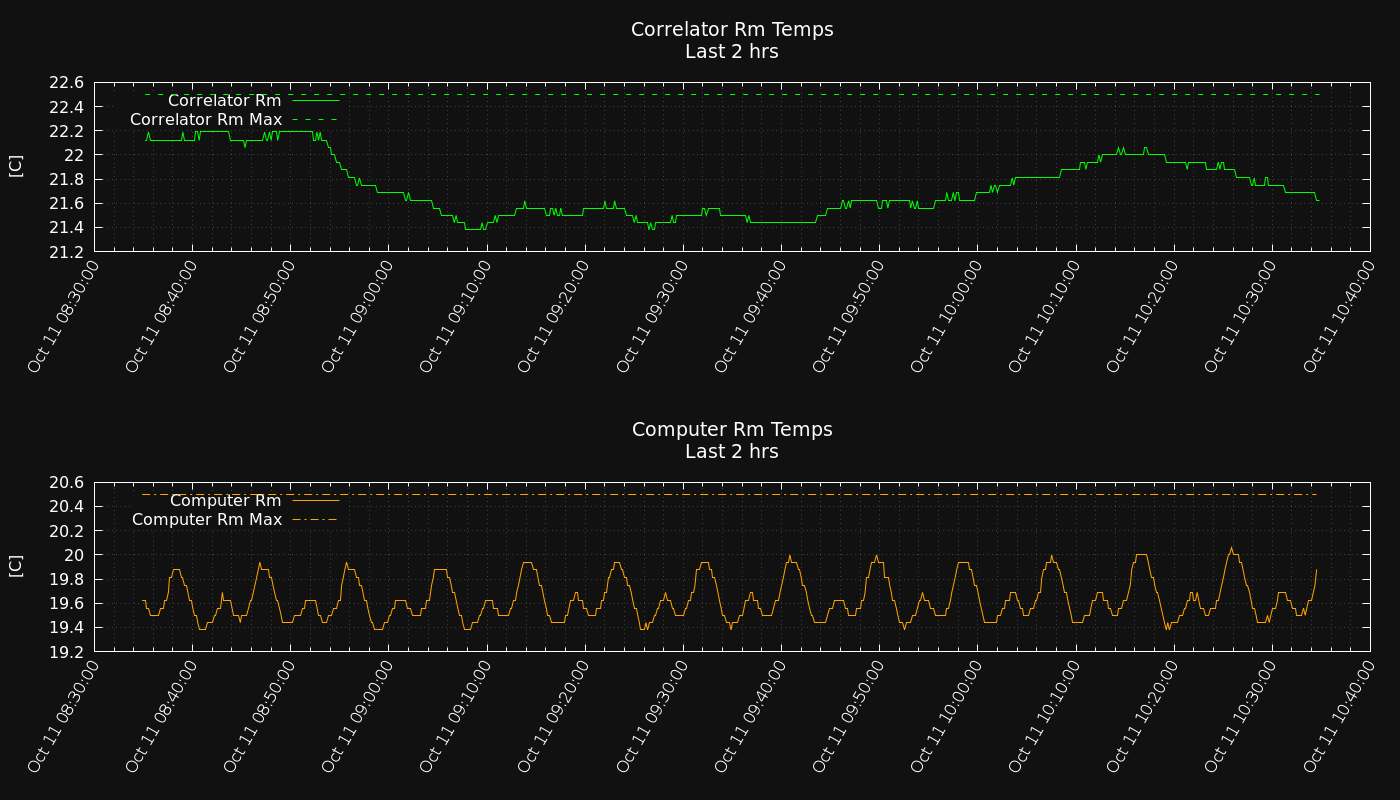 Correlator Rm Temps
Last 2 hrs
22.6
22.4
22.2
22
21.8
21.6
21.4
21.2
[C]
Correlator Rm
Correlator Rm Max
Oct 11 08:30:00
Oct 11 08:40:00
Oct 11 08:50:00
Oct 11 09:00:00
Oct 11 09:10:00
Oct 11 09:20:00
Oct 11 09:30:00
Oct 11 09:40:00
Oct 11 09:50:00
Oct 11 10:00:00
Oct 11 10:10:00
Oct 11 10:20:00
Oct 11 10:30:00
Oct 11 10:40:00
Computer Rm Temps
Last 2 hrs
20.6
20.4
20.2
20
19.8
19.6
19.4
19.2
[C]
Computer Rm
Computer Rm Max
Oct 11 08:30:00
Oct 11 08:40:00
Oct 11 08:50:00
Oct 11 09:00:00
Oct 11 09:10:00
Oct 11 09:20:00
Oct 11 09:30:00
Oct 11 09:40:00
Oct 11 09:50:00
Oct 11 10:00:00
Oct 11 10:10:00
Oct 11 10:20:00
Oct 11 10:30:00
Oct 11 10:40:00